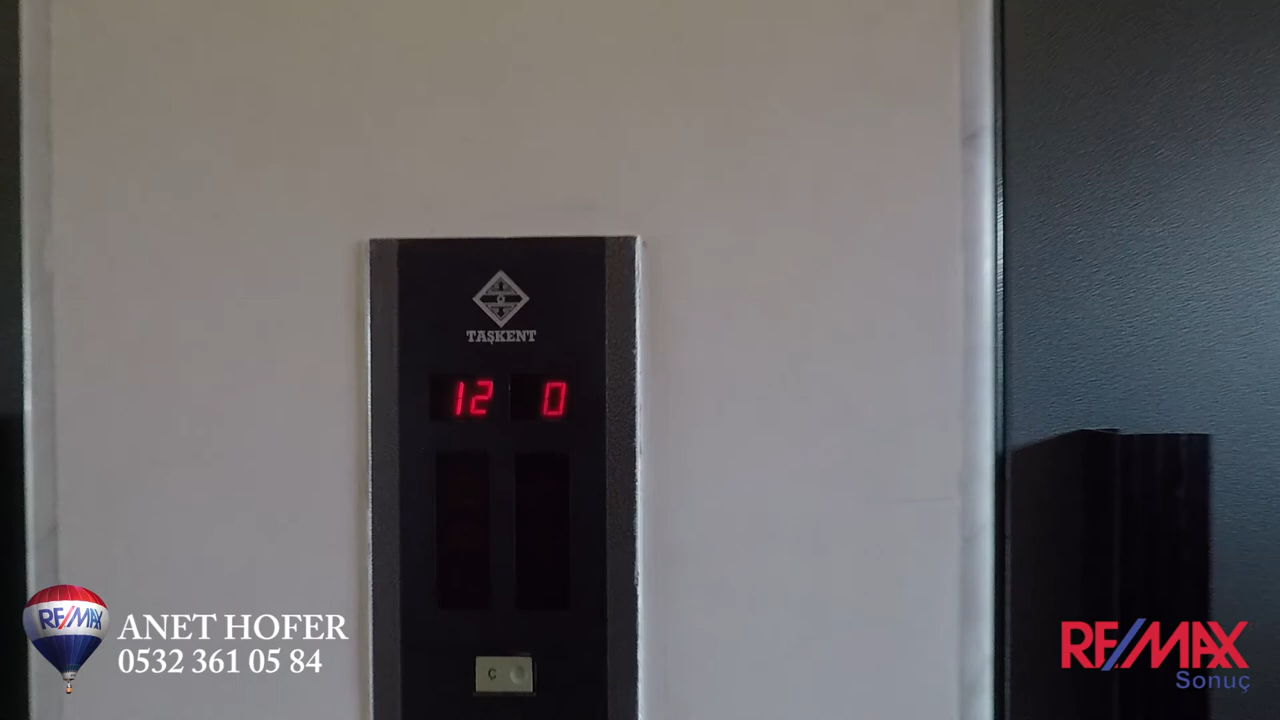 TAŞKENT
12 0
C
RE/MAX
ANET HOFER
0532 361 05 84
RE/MAX
Sonuç